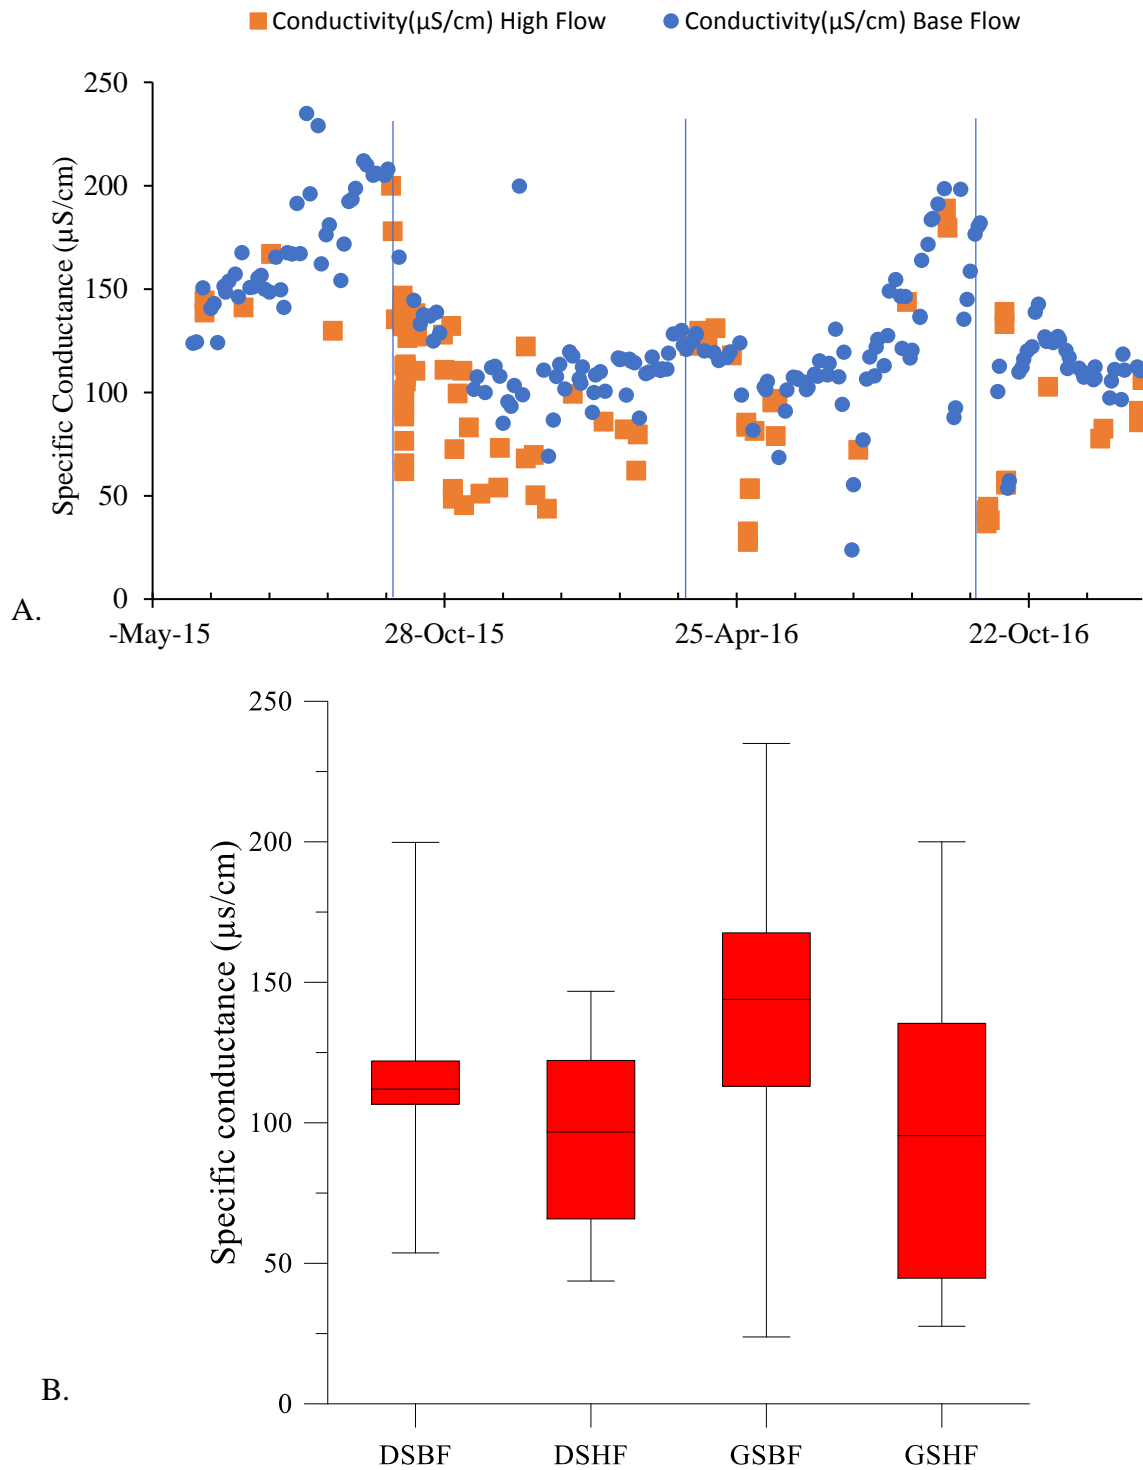 Conductivity(µS/cm) High Flow Conductivity(µS/cm) Base Flow
Specific Conductance (µS/cm)
250
200
150
100
50
0
-May-15 28-Oct-15 25-Apr-16 22-Oct-16
A.
Specific conductance (µs/cm)
250
200
150
100
50
0
DSBF DSHF GSBF GSHF
B.